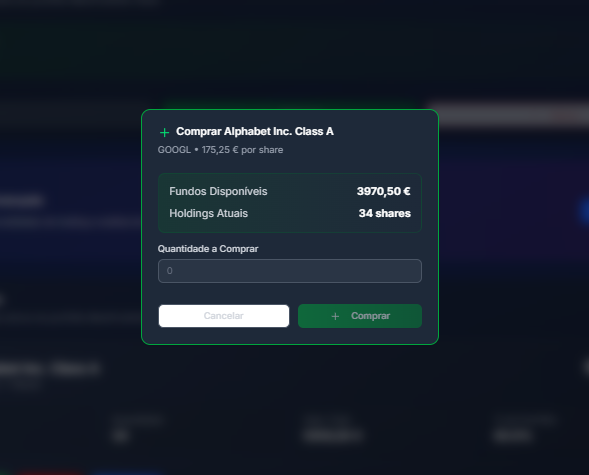 Comprar Alphabet Inc. Class A
GOOGL • 175,25 € por share
Fundos Disponíveis 3970,50 €
Holdings Atuais 34 shares
Quantidade a Comprar
0
Cancelar + Comprar